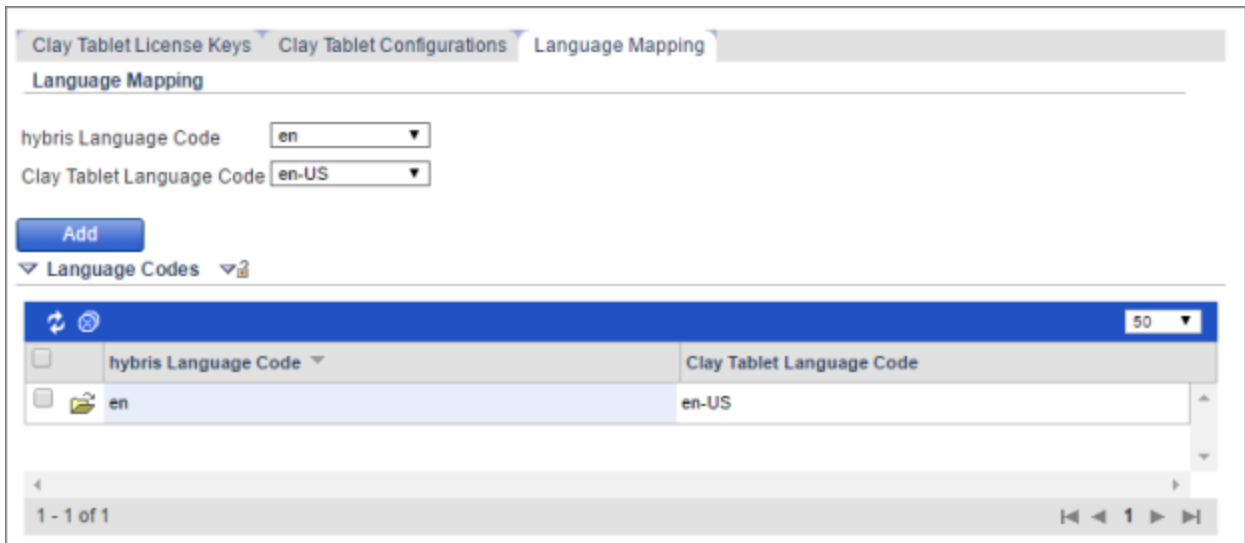 Clay Tablet License Keys Clay Tablet Configurations Language Mapping
Language Mapping
hybris Language Code en
Clay Tablet Language Code en-US
Add
Language Codes
50
hybris Language Code Clay Tablet Language Code
en en-US
1 - 1 of 1 1